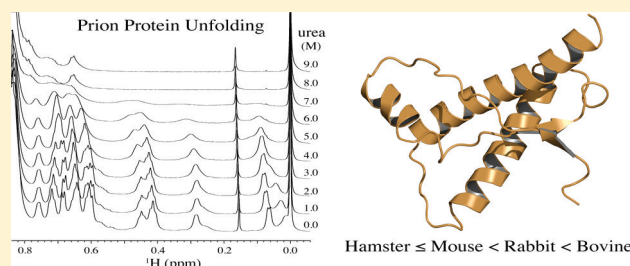 Prion Protein Unfolding
urea
(M)
9.0
8.0
7.0
6.0
5.0
4.0
3.0
2.0
1.0
0.0
0.8 0.6 0.4 0.2 0.0
¹H (ppm)
Hamster ≤ Mouse < Rabbit < Bovine